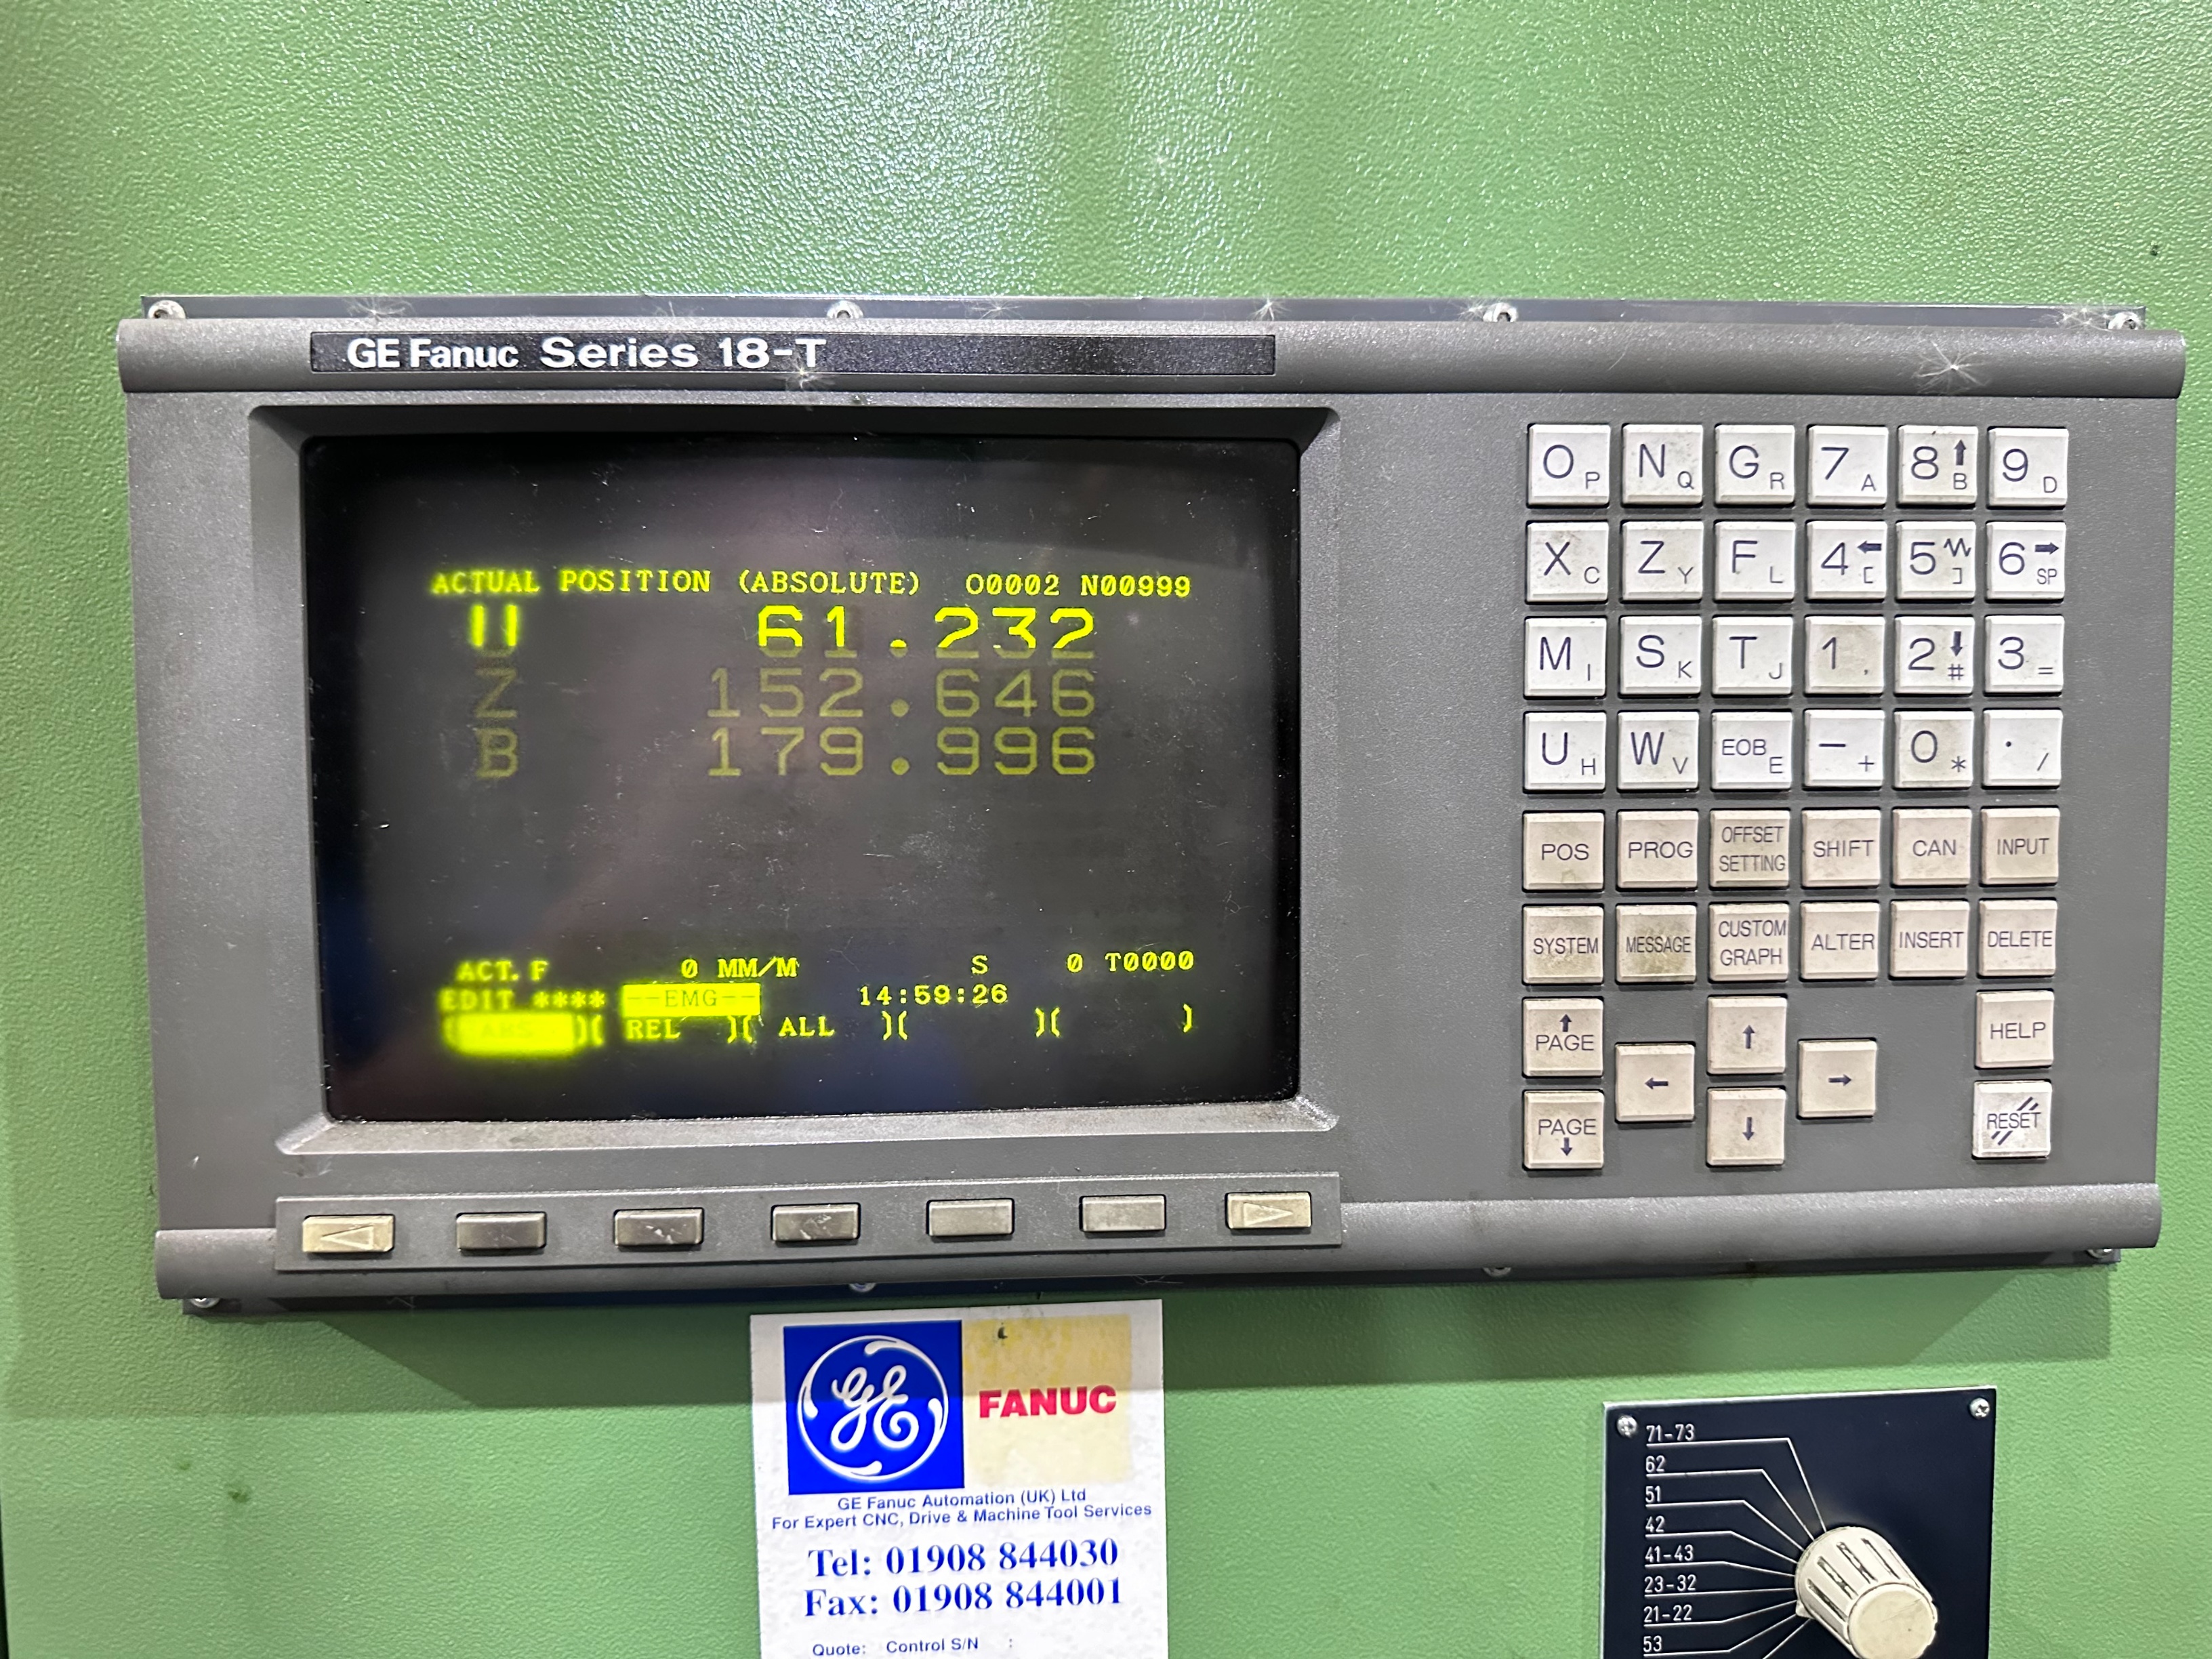 GE Fanuc Series 18-T
ACTUAL POSITION (ABSOLUTE) O0002 N00999
U 61.232
Z 152.646
B 179.996
ACT.F 0 MM/M S 0 T0000
EDIT **** --EMG-- 14:59:26
( ABS )( REL )( ALL )( )( )
O P N Q G R 7 A 8 ↑ B 9 D
X C Z Y F L 4 ← [ 5 ] 6 → SP
M I S K T J 1 , 2 ↓ # 3 =
U H W V EOB E - + 0 * . /
POS PROG OFFSET SETTING SHIFT CAN INPUT
SYSTEM MESSAGE CUSTOM GRAPH ALTER INSERT DELETE
↑ PAGE ↑ HELP
← →
PAGE ↓ ↓ RESET
GE FANUC
GE Fanuc Automation (UK) Ltd
For Expert CNC, Drive & Machine Tool Services
Tel: 01908 844030
Fax: 01908 844001
Quote: Control S/N :
71-73
62
51
42
41-43
23-32
21-22
53